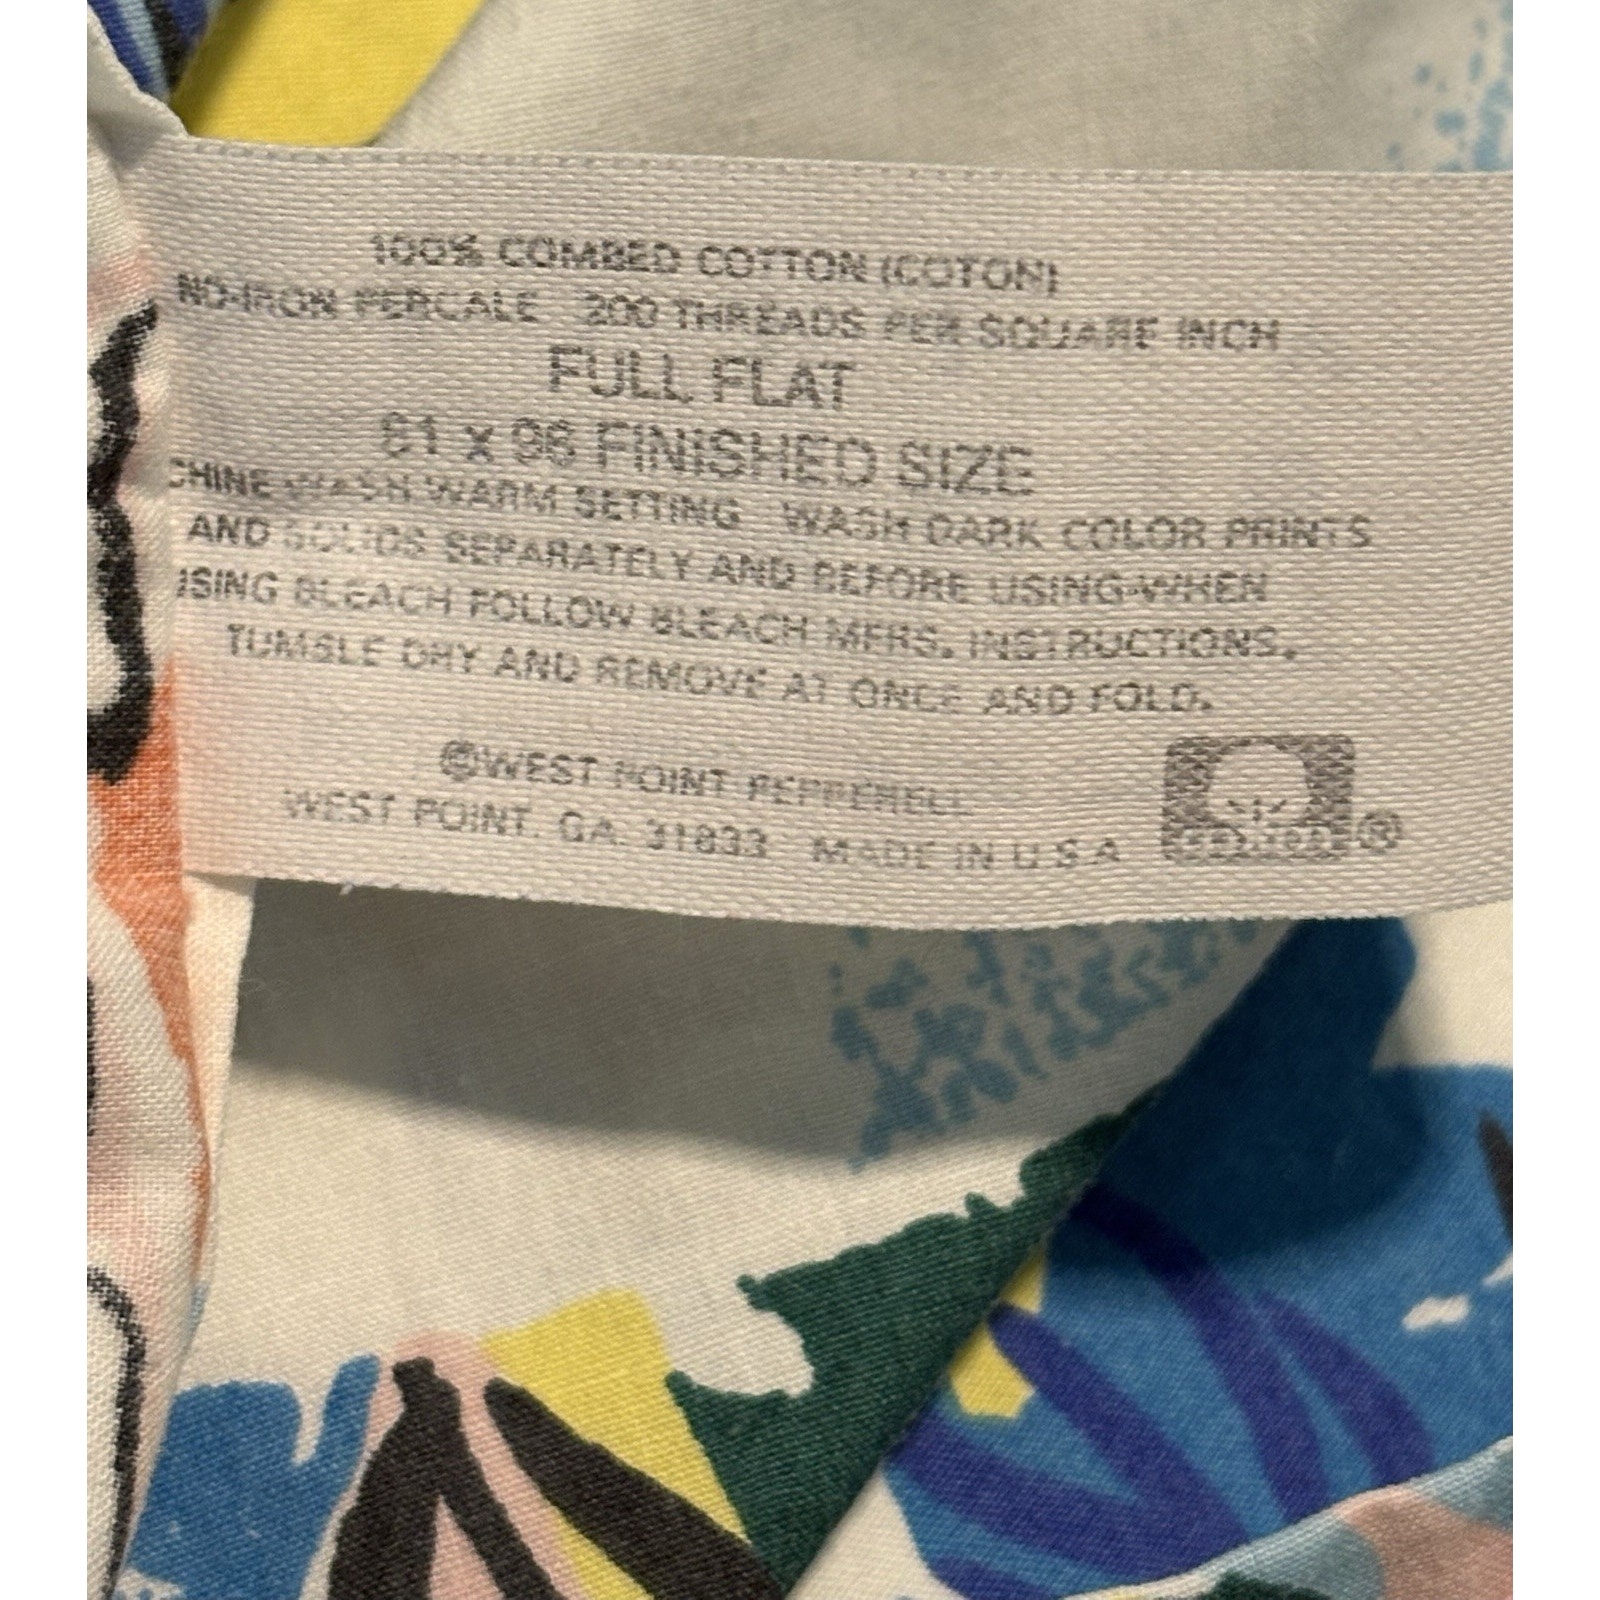 100% COMBED COTTON (COTON)
NO-IRON PERCALE 200 THREADS PER SQUARE INCH
FULL FLAT
81 x 96 FINISHED SIZE
CHINE WASH WARM SETTING WASH DARK COLOR PRINTS
AND SOLIDS SEPARATELY AND BEFORE USING-WHEN
USING BLEACH FOLLOW BLEACH MFRS. INSTRUCTIONS.
TUMBLE DRY AND REMOVE AT ONCE AND FOLD.
©WEST POINT PEPPERELL
WEST POINT. GA. 31833 MADE IN U S A
®